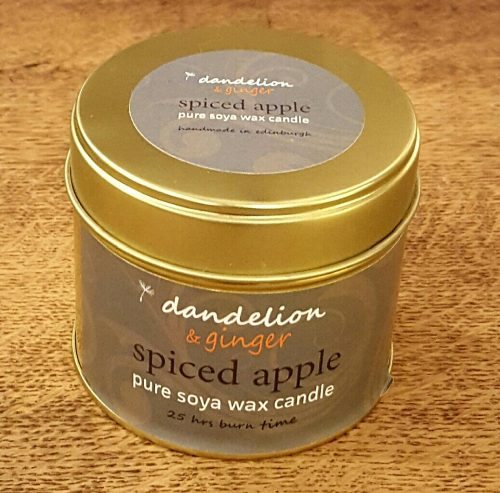 dandelion
& ginger
spiced apple
pure soya wax candle
handmade in edinburgh
dandelion
& ginger
spiced apple
pure soya wax candle
25 hrs burn time